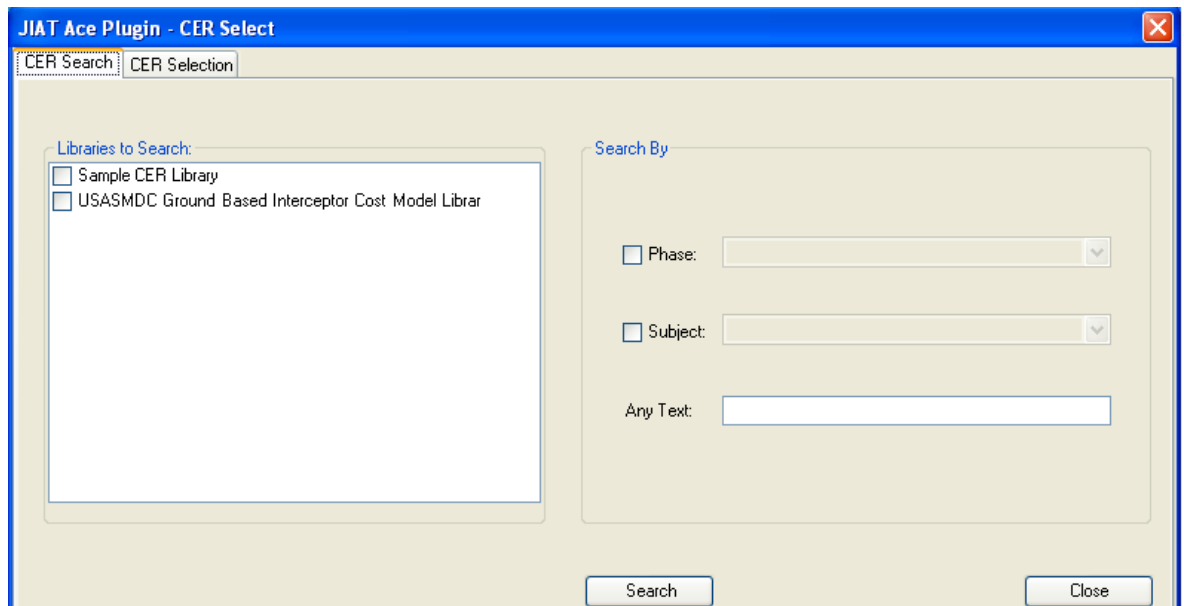 JIAT Ace Plugin - CER Select
CER Search CER Selection
Libraries to Search:
Sample CER Library
USASMDC Ground Based Interceptor Cost Model Librar
Search By
Phase:
Subject:
Any Text:
Search Close